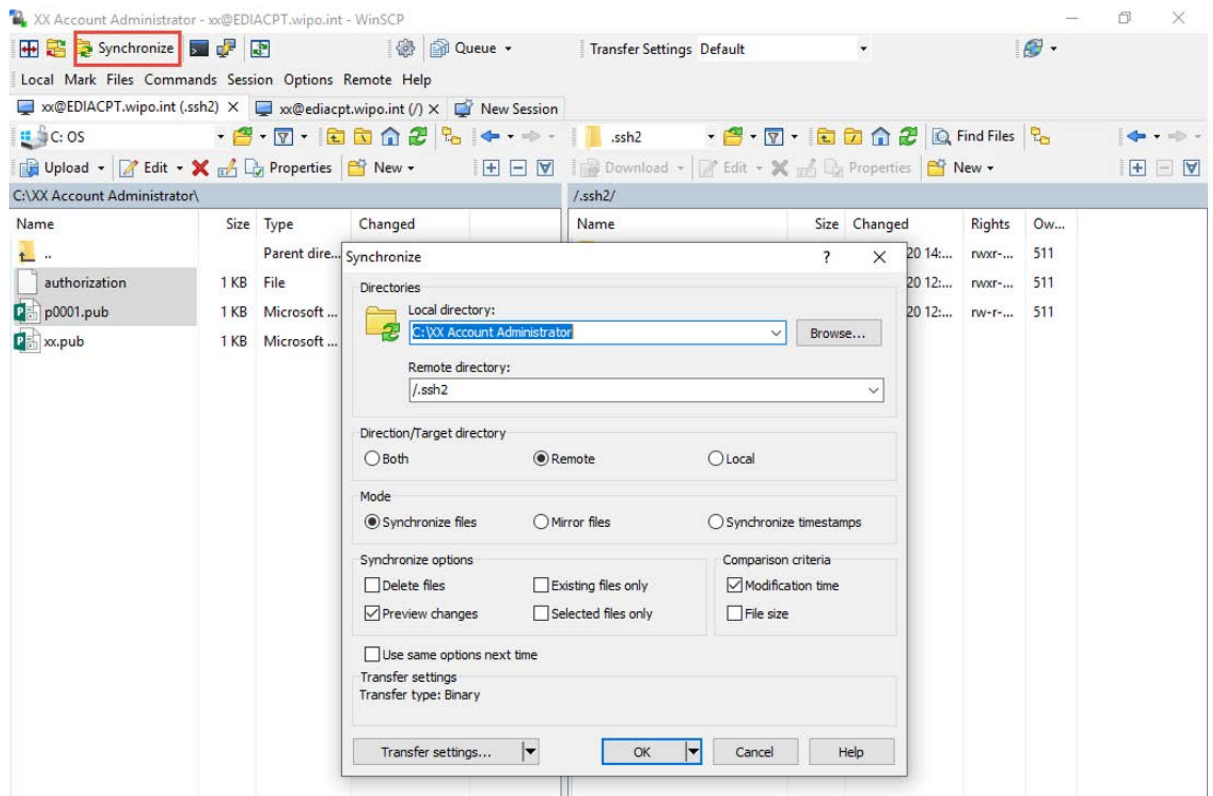 XX Account Administrator - xx@EDIACPT.wipo.int - WinSCP
Synchronize Queue Transfer Settings Default
Local Mark Files Commands Session Options Remote Help
xx@EDIACPT.wipo.int (.ssh2) xx@ediacpt.wipo.int (/) New Session
C: OS .ssh2 Find Files
Upload Edit Properties New Download Edit Properties New
C:\XX Account Administrator\ /.ssh2/
Name Size Type Changed Name Size Changed Rights Ow...
.. Parent dire... 20 14:... rwxr-... 511
authorization 1 KB File 20 12:... rwxr-... 511
p0001.pub 1 KB Microsoft ... 20 12:... rw-r-... 511
xx.pub 1 KB Microsoft ...
Synchronize ?
Directories
Local directory:
C:\XX Account Administrator Browse...
Remote directory:
/.ssh2
Direction/Target directory
Both Remote Local
Mode
Synchronize files Mirror files Synchronize timestamps
Synchronize options Comparison criteria
Delete files Existing files only Modification time
Preview changes Selected files only File size
Use same options next time
Transfer settings
Transfer type: Binary
Transfer settings... OK Cancel Help